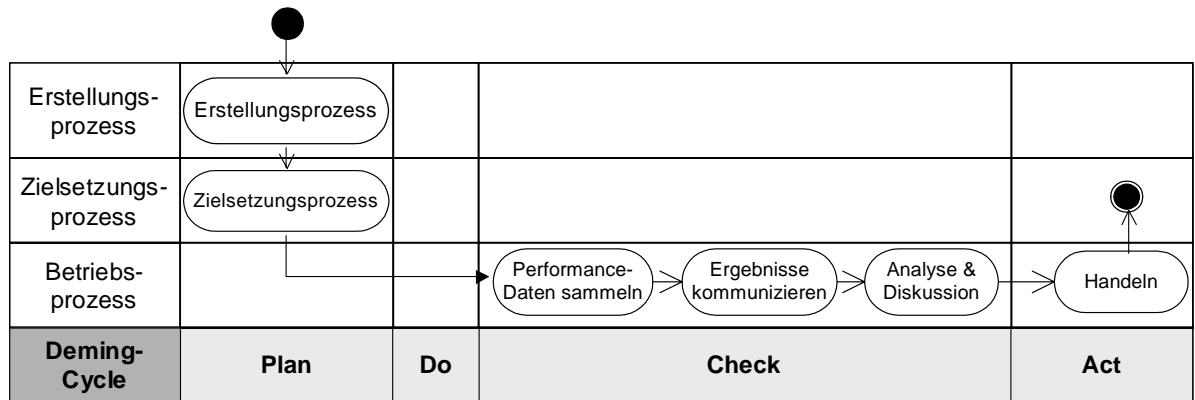 Erstellungs-
prozess
Erstellungsprozess
Zielsetzungs-
prozess
Zielsetzungsprozess
Betriebs-
prozess
Performance-
Daten sammeln
Ergebnisse
kommunizieren
Analyse &
Diskussion
Handeln
Deming-
Cycle
Plan
Do
Check
Act